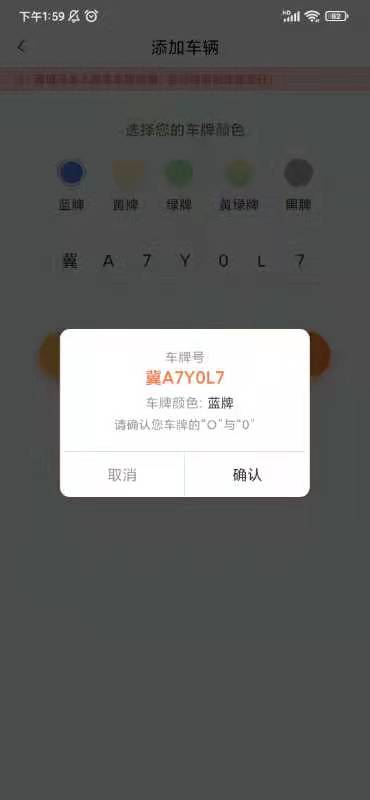 下午1:59
HD
82
添加车辆
选择您的车牌颜色
蓝牌 黄牌 绿牌 黄绿牌 黑牌
冀 A 7 Y 0 L 7
车牌号
冀A7Y0L7
车牌颜色: 蓝牌
请确认您车牌的"O"与"0"
取消 确认